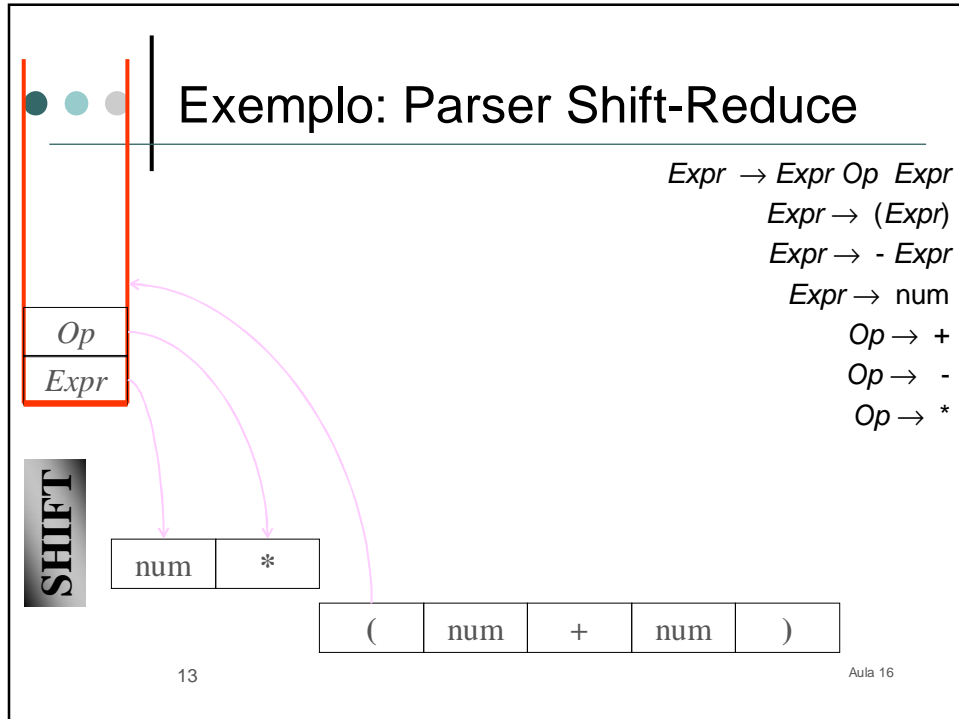 Exemplo: Parser Shift-Reduce
Expr → Expr Op Expr
Expr → (Expr)
Expr → - Expr
Expr → num
Op → +
Op → -
Op → *
Op
Expr
SHIFT
num *
( num + num )
13
Aula 16